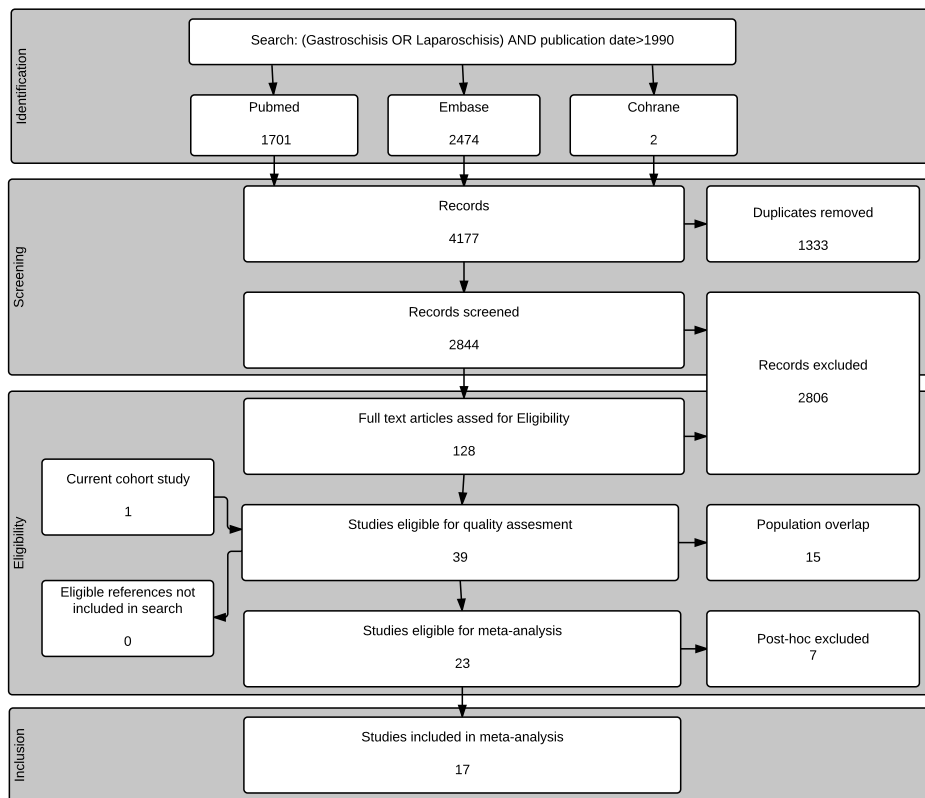 Identification
Search: (Gastroschisis OR Laparoschisis) AND publication date>1990
Pubmed
1701
Embase
2474
Cohrane
2
Screening
Records
4177
Duplicates removed
1333
Records screened
2844
Records excluded
2806
Eligibility
Full text articles assed for Eligibility
128
Current cohort study
1
Studies eligible for quality assesment
39
Population overlap
15
Eligible references not
included in search
0
Studies eligible for meta-analysis
23
Post-hoc excluded
7
Inclusion
Studies included in meta-analysis
17